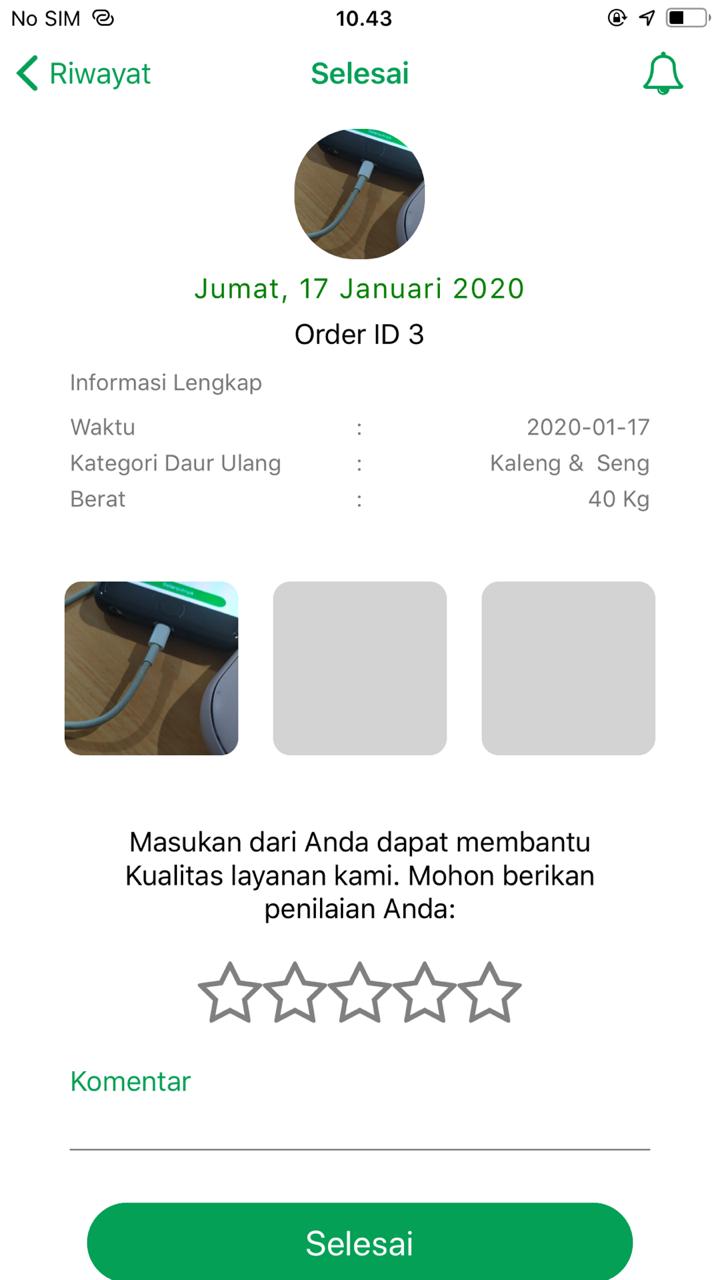 No SIM 10.43
Riwayat Selesai
Jumat, 17 Januari 2020
Order ID 3
Informasi Lengkap
Waktu : 2020-01-17
Kategori Daur Ulang : Kaleng &  Seng
Berat : 40 Kg
Masukan dari Anda dapat membantu
Kualitas layanan kami. Mohon berikan
penilaian Anda:
Komentar
Selesai